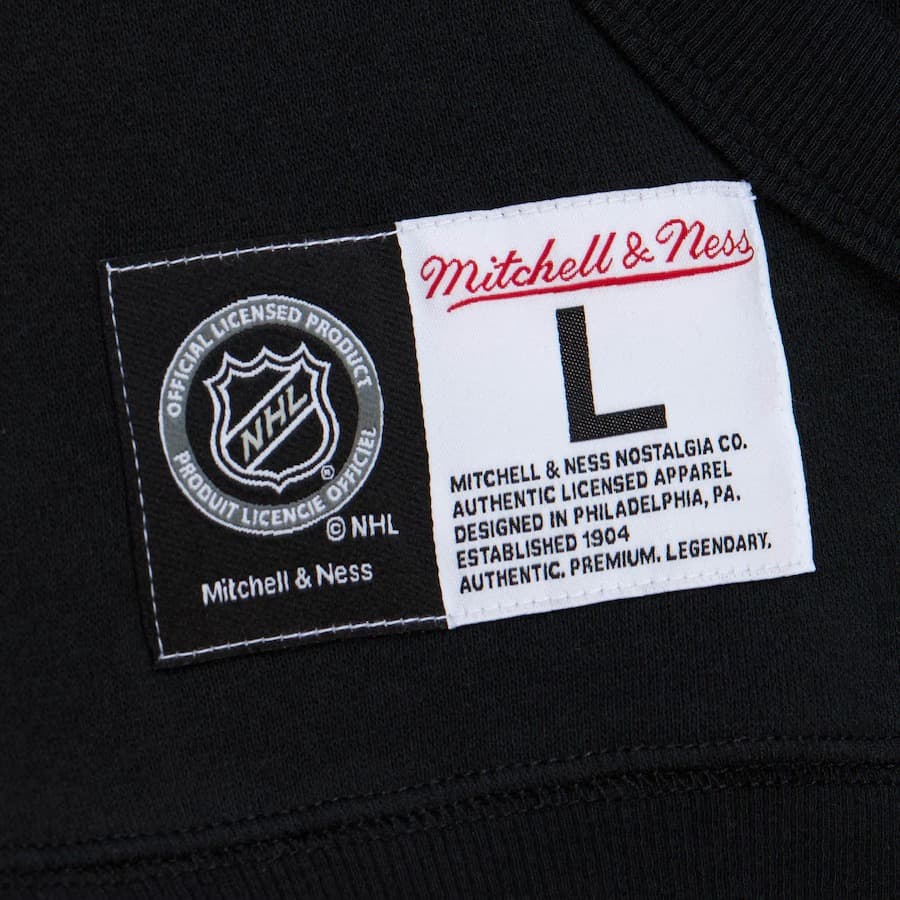 OFFICIAL LICENSED PRODUCT
NHL
®
PRODUIT LICENCIE OFFICIEL
© NHL
Mitchell & Ness
Mitchell & Ness
L
MITCHELL & NESS NOSTALGIA CO.
AUTHENTIC LICENSED APPAREL
DESIGNED IN PHILADELPHIA, PA.
ESTABLISHED 1904
AUTHENTIC. PREMIUM. LEGENDARY.